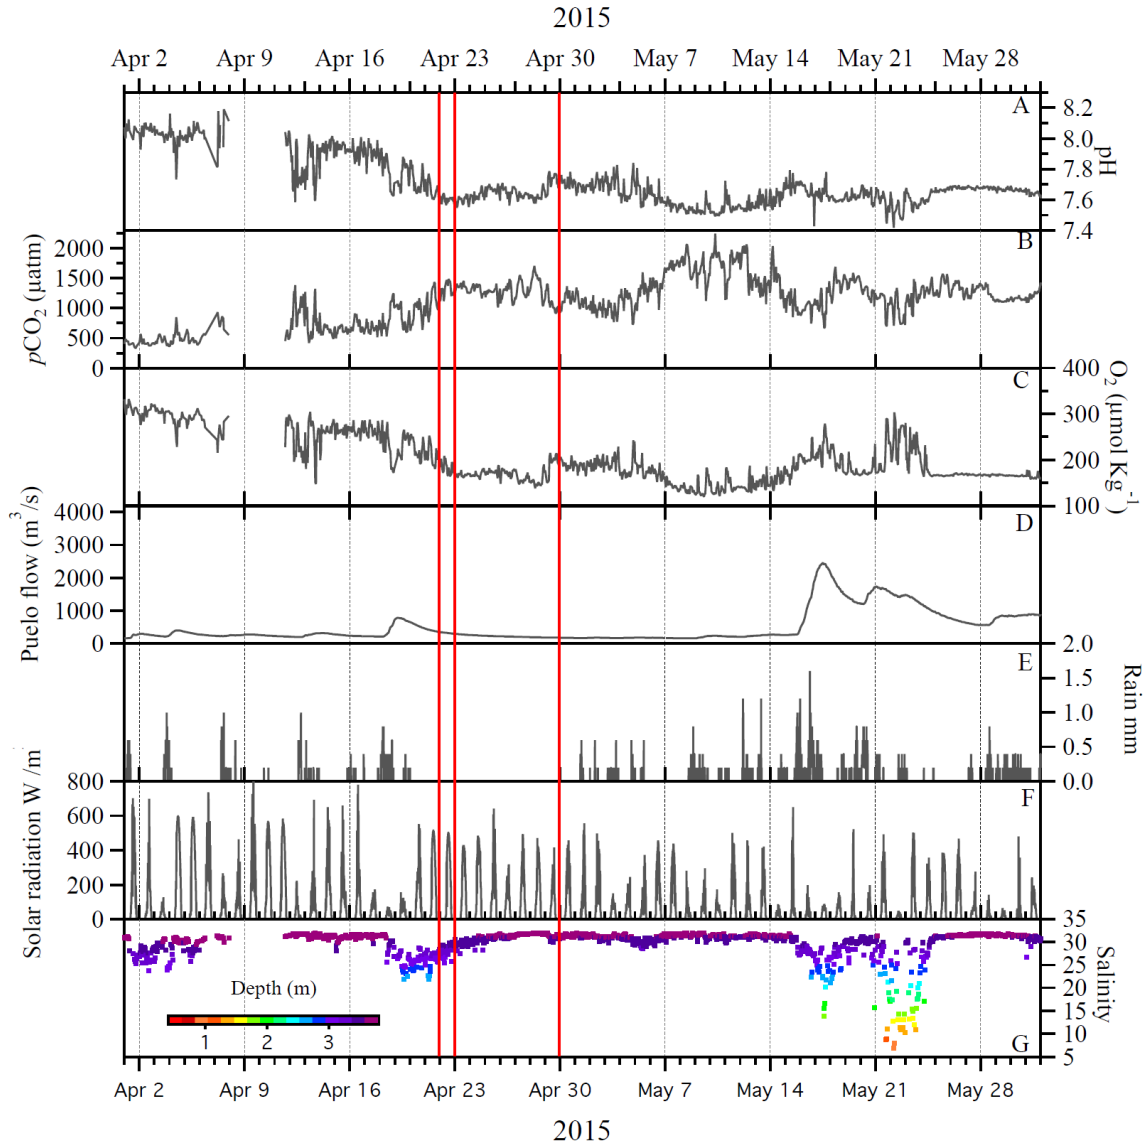 2015
Apr 2 Apr 9 Apr 16 Apr 23 Apr 30 May 7 May 14 May 21 May 28
A
8.2
8.0
7.8
7.6
7.4
pH
B
2000
1500
1000
500
0
pCO2 (µatm)
C
400
300
200
100
O2 (µmol Kg-1)
D
4000
3000
2000
1000
0
Puelo flow (m3/s)
E
2.0
1.5
1.0
0.5
0.0
Rain mm
F
800
600
400
200
0
Solar radiation W /m
35
30
25
20
15
10
5
Salinity
Depth (m)
1 2 3
G
Apr 2 Apr 9 Apr 16 Apr 23 Apr 30 May 7 May 14 May 21 May 28
2015